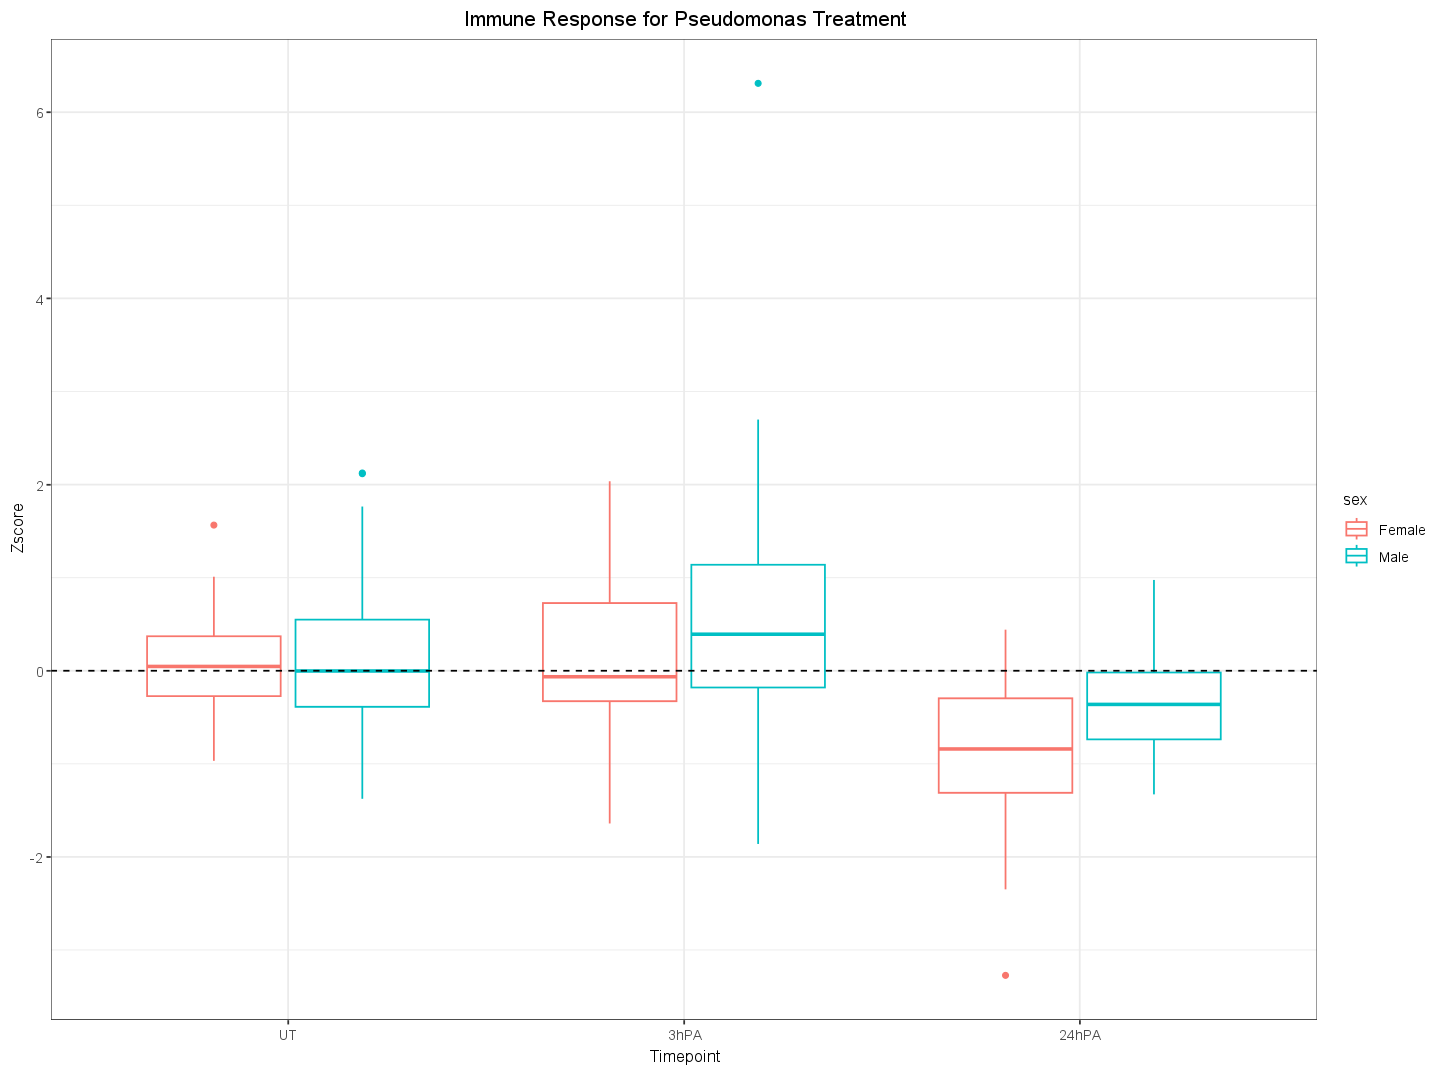 Immune Response for Pseudomonas Treatment
6
4
2
0
-2
Zscore
UT
3hPA
24hPA
Timepoint
sex
Female
Male